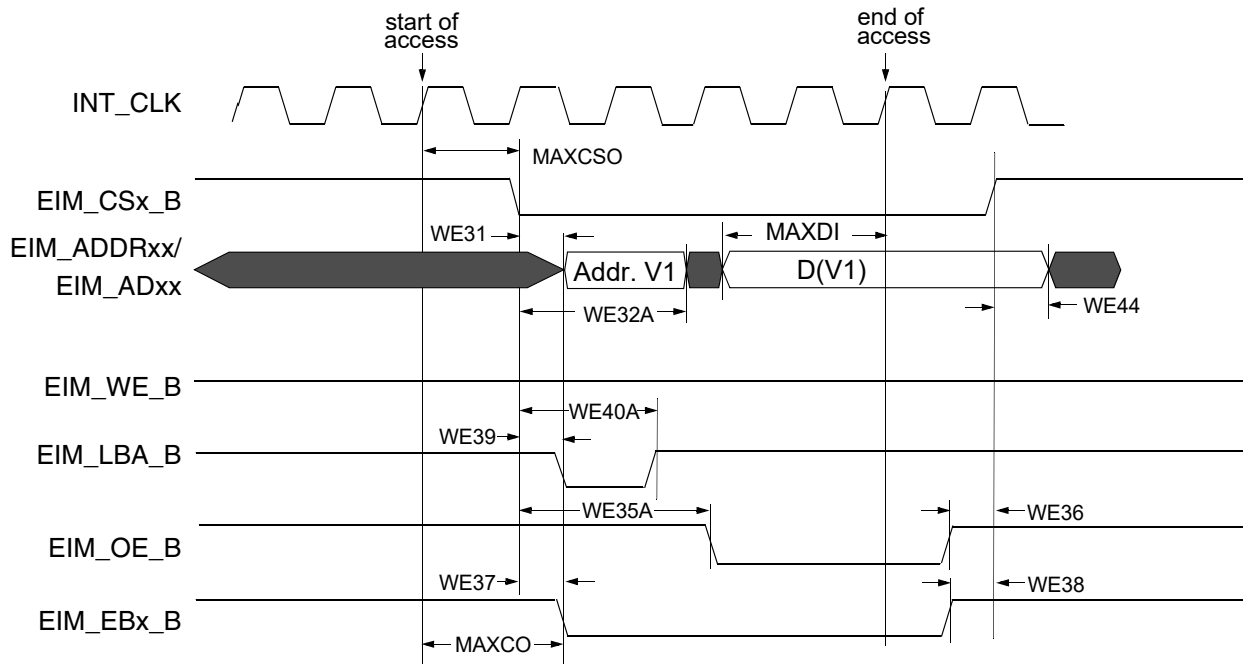 start of
access
end of
access
INT_CLK
MAXCSO
EIM_CSx_B
EIM_ADDRxx/
EIM_ADxx
WE31
MAXDI
Addr. V1
D(V1)
WE32A
WE44
EIM_WE_B
WE40A
WE39
EIM_LBA_B
WE35A
WE36
EIM_OE_B
WE37
WE38
EIM_EBx_B
MAXCO